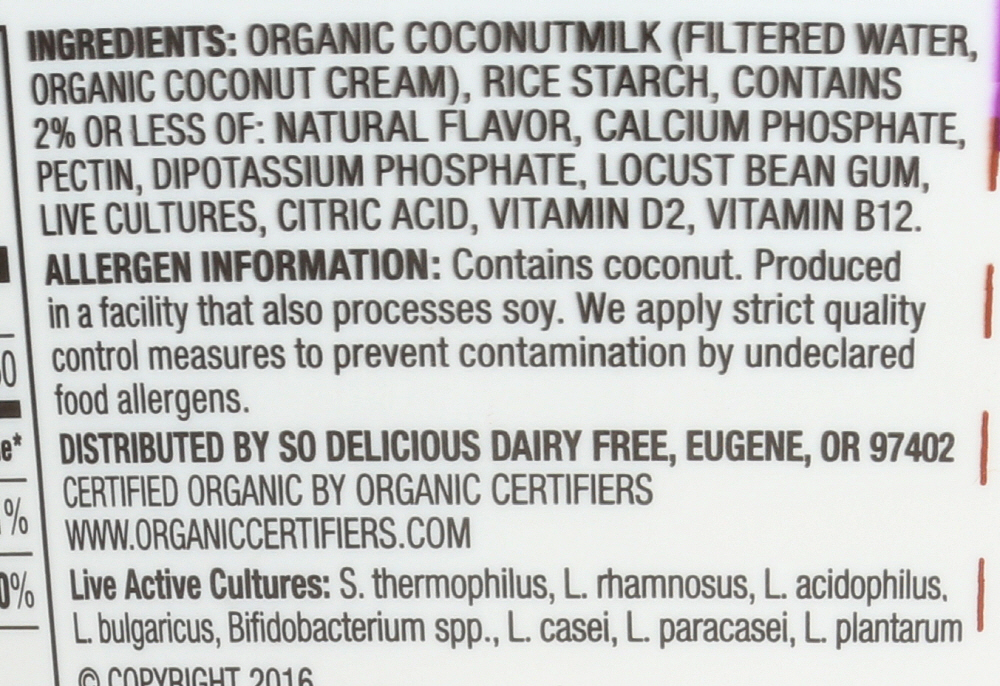 INGREDIENTS: ORGANIC COCONUTMILK (FILTERED WATER,
ORGANIC COCONUT CREAM), RICE STARCH, CONTAINS
2% OR LESS OF: NATURAL FLAVOR, CALCIUM PHOSPHATE,
PECTIN, DIPOTASSIUM PHOSPHATE, LOCUST BEAN GUM,
LIVE CULTURES, CITRIC ACID, VITAMIN D2, VITAMIN B12.
ALLERGEN INFORMATION: Contains coconut. Produced
in a facility that also processes soy. We apply strict quality
control measures to prevent contamination by undeclared
food allergens.
DISTRIBUTED BY SO DELICIOUS DAIRY FREE, EUGENE, OR 97402
CERTIFIED ORGANIC BY ORGANIC CERTIFIERS
WWW.ORGANICCERTIFIERS.COM
Live Active Cultures: S. thermophilus, L. rhamnosus, L. acidophilus,
L. bulgaricus, Bifidobacterium spp., L. casei, L. paracasei, L. plantarum
© COPYRIGHT 2016